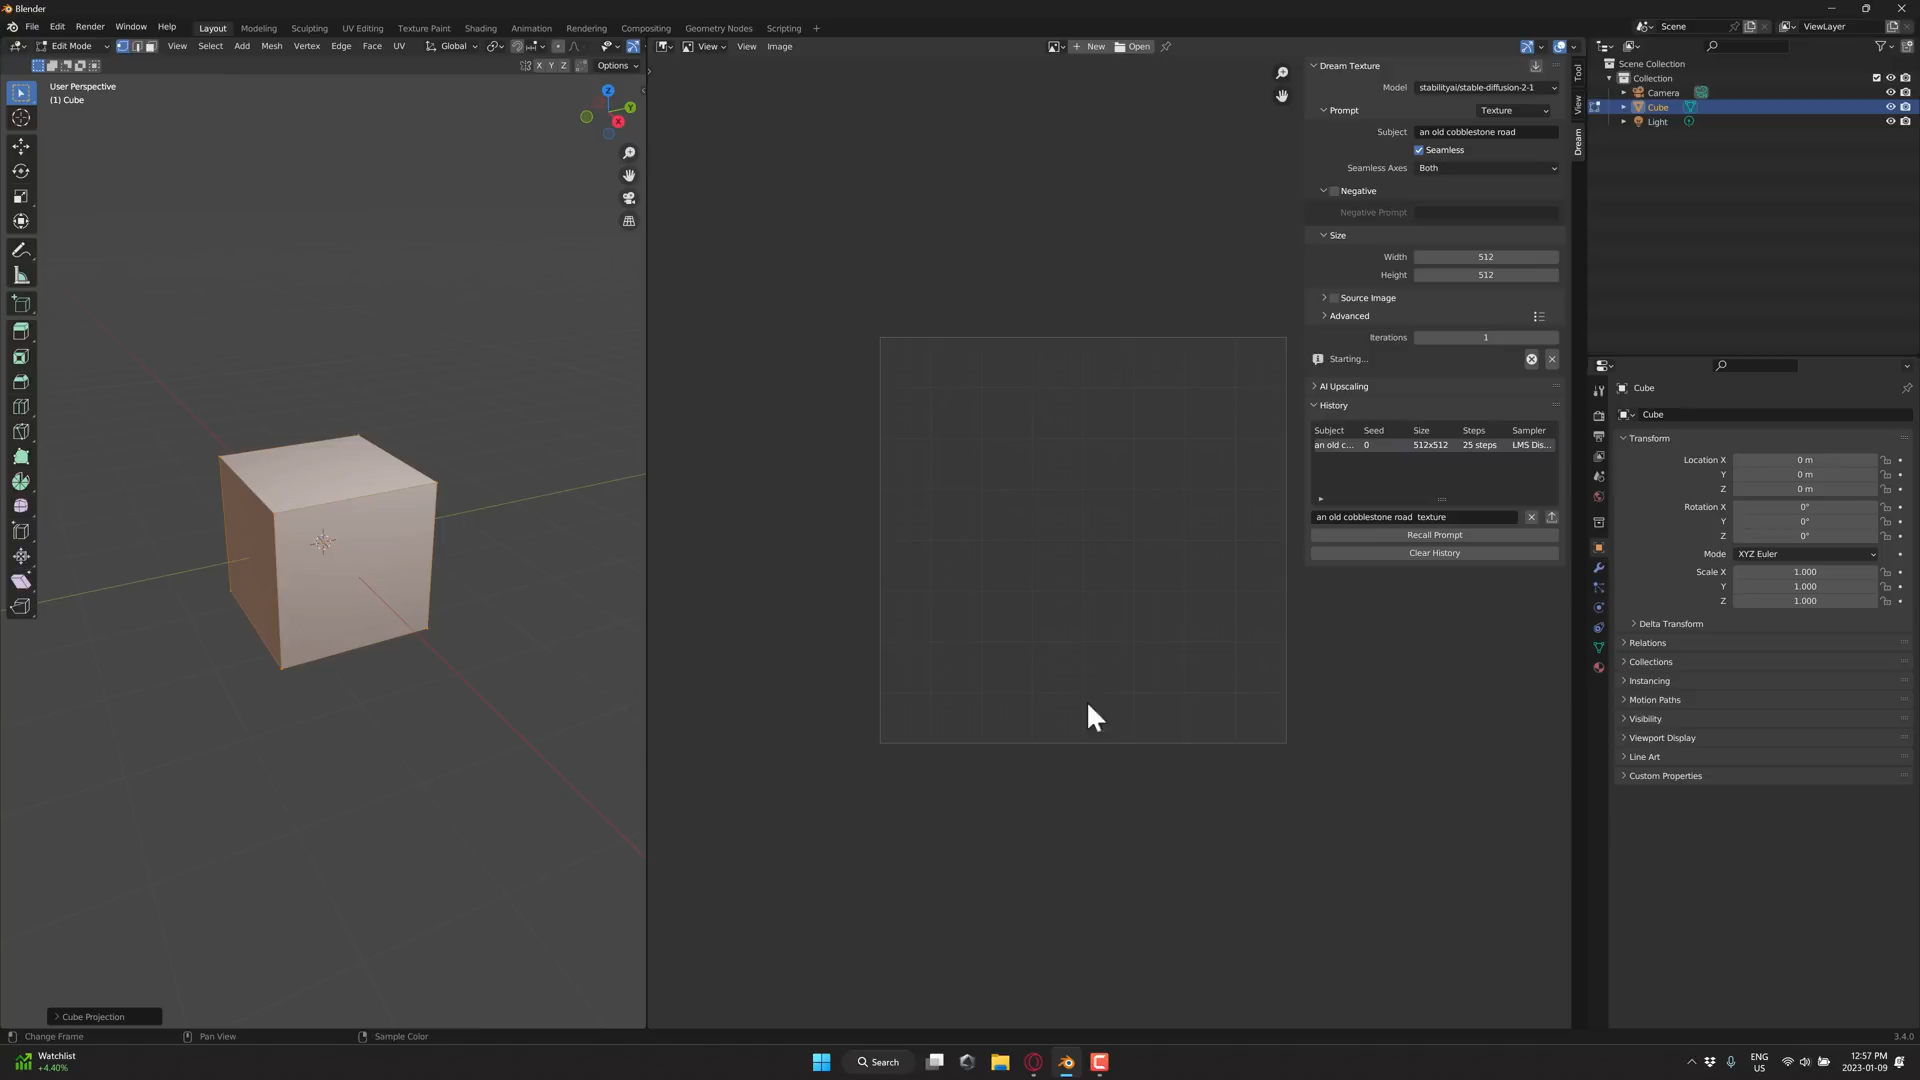 Blender
File Edit Render Window Help Layout Modeling Sculpting UV Editing Texture Paint Shading Animation Rendering Compositing Geometry Nodes Scripting + Scene ViewLayer
Edit Mode View Select Add Mesh Vertex Edge Face UV Global View View Image New Open
X Y Z Options
User Perspective
(1) Cube
Z
Y
X
Dream Texture
Model stabilityai/stable-diffusion-2-1
Prompt Texture
Subject an old cobblestone road
Seamless
Seamless Axes Both
Negative
Negative Prompt
Size
Width 512
Height 512
Source Image
Advanced
Iterations 1
Starting...
AI Upscaling
History
Subject Seed Size Steps Sampler
an old c... 0 512x512 25 steps LMS Dis...
an old cobblestone road texture
Recall Prompt
Clear History
Tool
View
Dream
Scene Collection
Collection
Camera
Cube
Light
Cube
Cube
Transform
Location X 0 m
Y 0 m
Z 0 m
Rotation X 0°
Y 0°
Z 0°
Mode XYZ Euler
Scale X 1.000
Y 1.000
Z 1.000
Delta Transform
Relations
Collections
Instancing
Motion Paths
Visibility
Viewport Display
Line Art
Custom Properties
Cube Projection
Change Frame Pan View Sample Color 3.4.0
Watchlist
+4.40%
Search
ENG
US
12:57 PM
2023-01-09